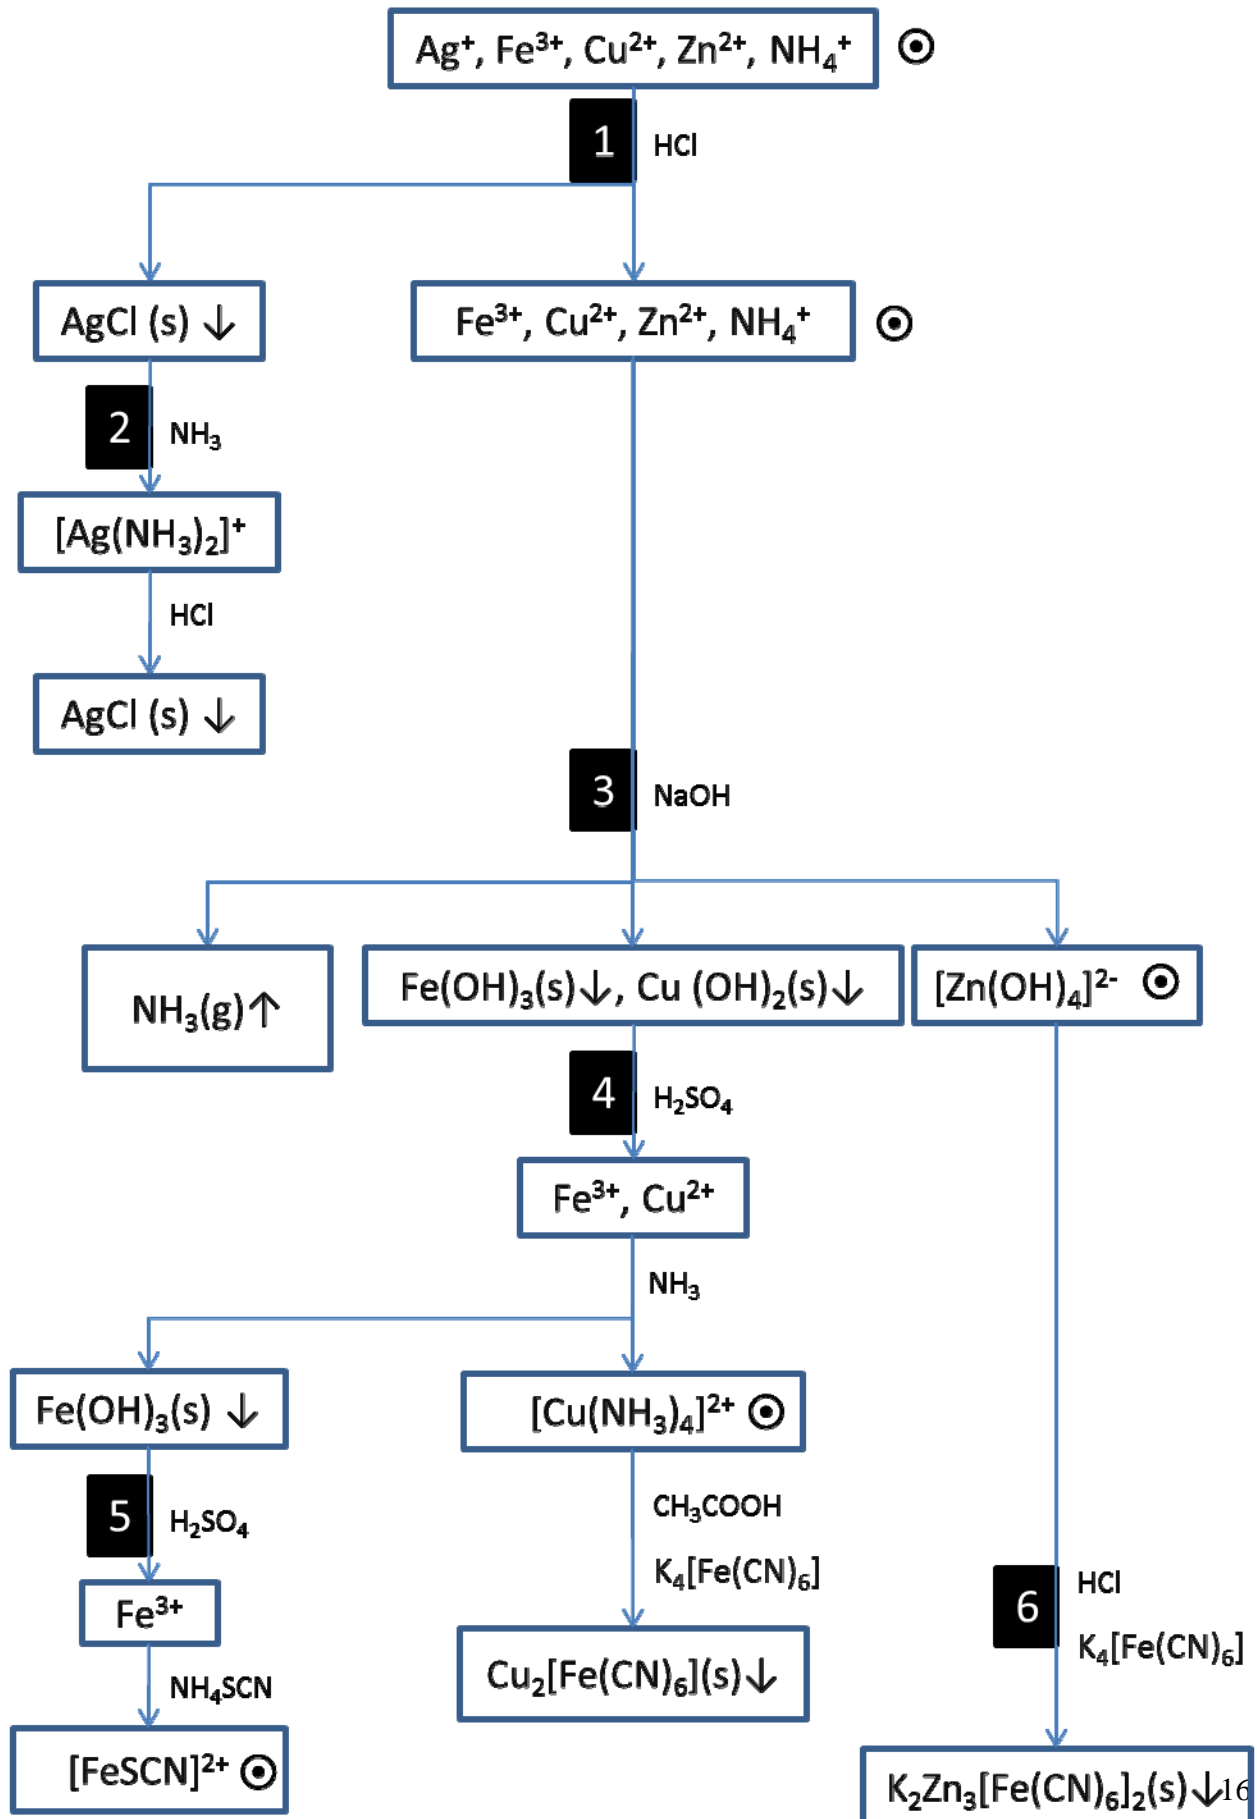 Ag⁺, Fe³⁺, Cu²⁺, Zn²⁺, NH₄⁺ ⊙
1 HCl
AgCl (s) ↓
Fe³⁺, Cu²⁺, Zn²⁺, NH₄⁺ ⊙
2 NH₃
[Ag(NH₃)₂]⁺
HCl
AgCl (s) ↓
3 NaOH
NH₃(g)↑
Fe(OH)₃(s)↓, Cu (OH)₂(s)↓
[Zn(OH)₄]²⁻ ⊙
4 H₂SO₄
Fe³⁺, Cu²⁺
NH₃
Fe(OH)₃(s) ↓
[Cu(NH₃)₄]²⁺ ⊙
5 H₂SO₄
CH₃COOH
K₄[Fe(CN)₆]
6 HCl
K₄[Fe(CN)₆]
Fe³⁺
Cu₂[Fe(CN)₆](s)↓
NH₄SCN
[FeSCN]²⁺ ⊙
K₂Zn₃[Fe(CN)₆]₂(s)↓
16